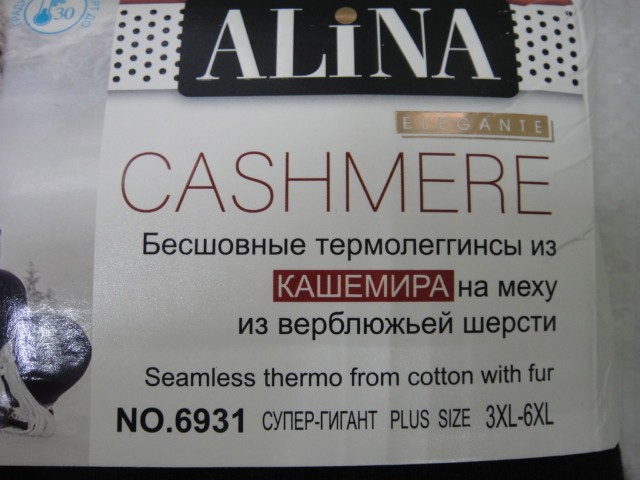 30
ALiNA
ELEGANTE
CASHMERE
Бесшовные термолеггинсы из
КАШЕМИРА на меху
из верблюжьей шерсти
Seamless thermo from cotton with fur
NO.6931 СУПЕР-ГИГАНТ PLUS SIZE 3XL-6XL